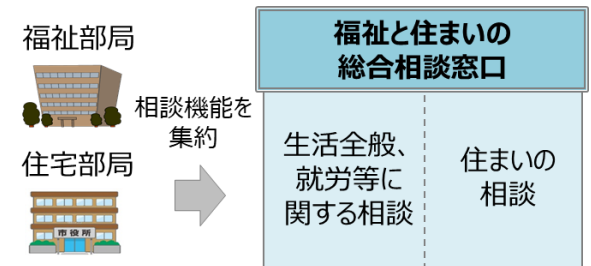 福祉部局
住宅部局
市役所
相談機能を
集約
福祉と住まいの
総合相談窓口
生活全般、
就労等に
関する相談
住まいの
相談